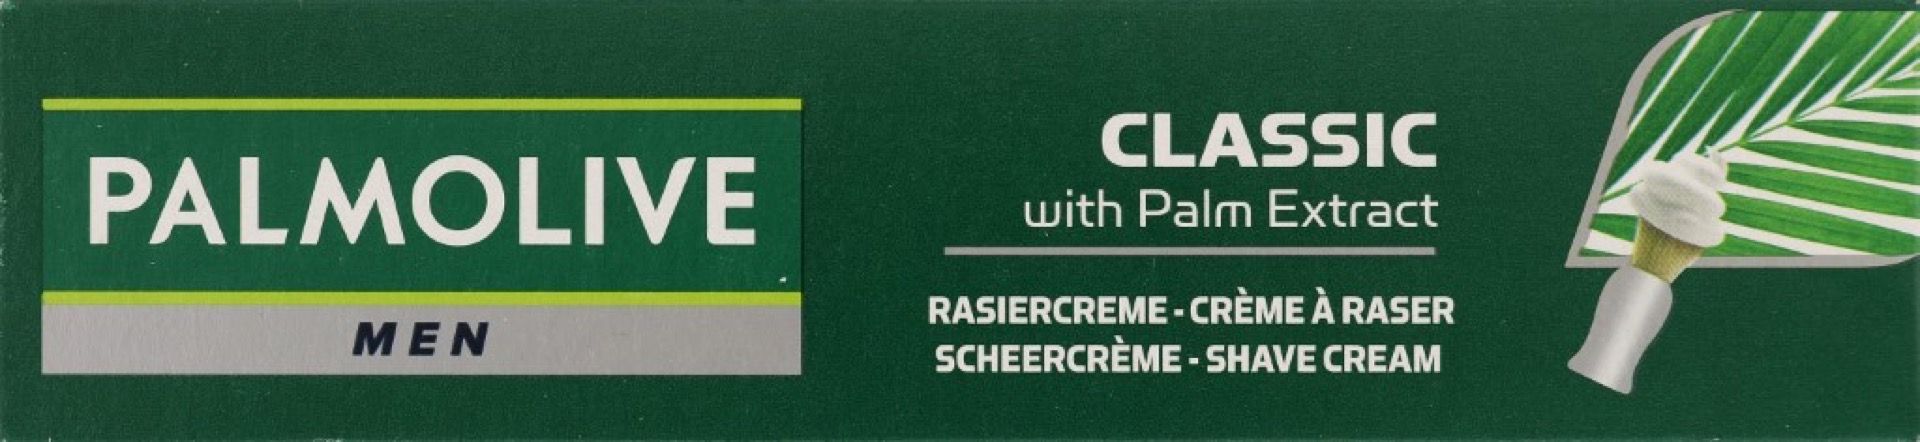 PALMOLIVE
MEN
CLASSIC
with Palm Extract
RASIERCREME - CRÈME À RASER
SCHEERCRÈME - SHAVE CREAM